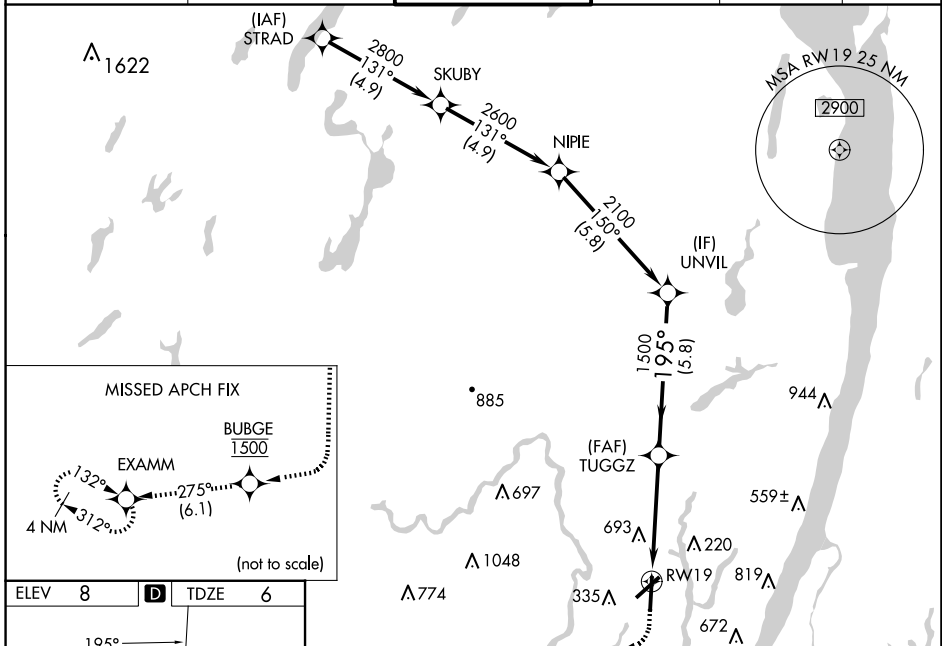 (IAF)
STRAD
1622
2800
131°
(4.9)
SKUBY
2600
131°
(4.9)
NIPIE
2100
150°
(5.8)
(IF)
UNVIL
MSA RW19 25 NM
2900
1500
195°
(5.8)
885
944
(FAF)
TUGGZ
697
559±
693
220
1048
RW19
819
774
335
672
MISSED APCH FIX
BUBGE
1500
EXAMM
132°
275°
(6.1)
4 NM
312°
(not to scale)
ELEV 8 D TDZE 6
195°